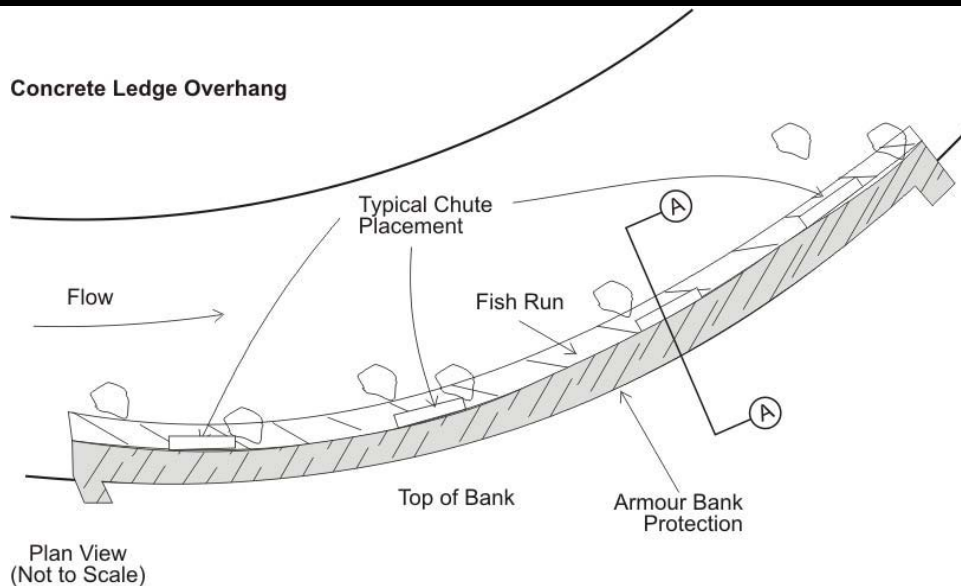 Concrete Ledge Overhang
Typical Chute
Placement
A
Flow
Fish Run
A
Top of Bank
Armour Bank
Protection
Plan View
(Not to Scale)